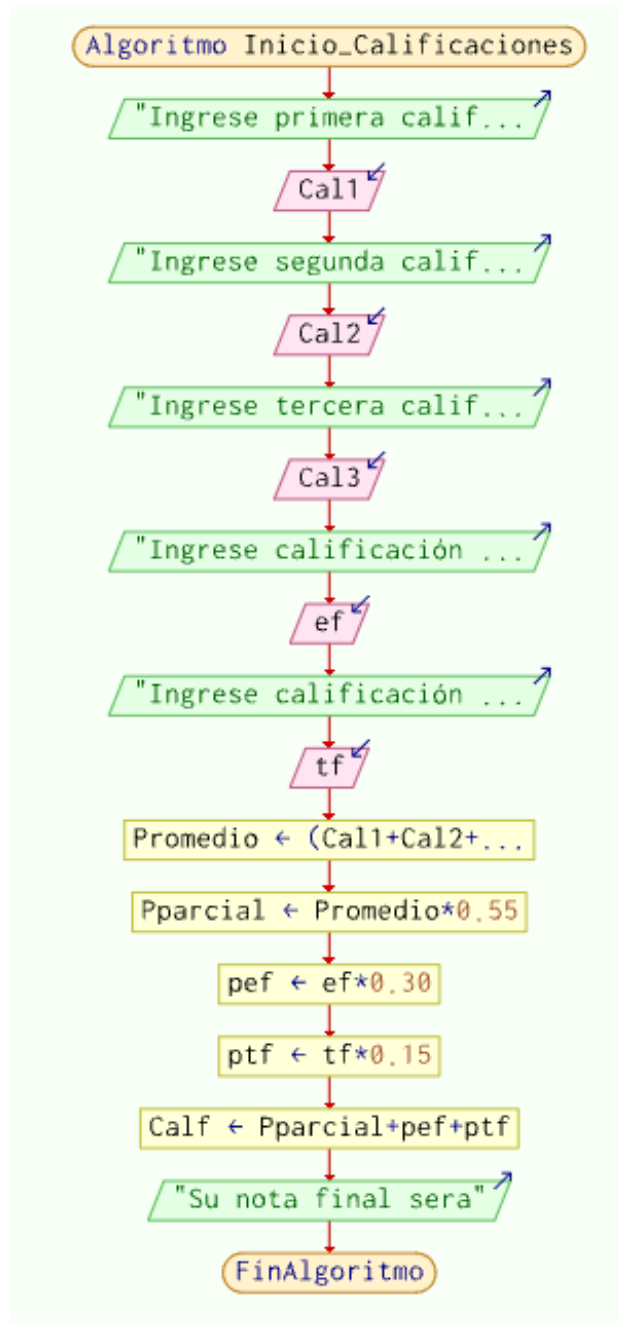 Algoritmo Inicio_Calificaciones
"Ingrese primera calif...
Cal1
"Ingrese segunda calif...
Cal2
"Ingrese tercera calif...
Cal3
"Ingrese calificación ...
ef
"Ingrese calificación ...
tf
Promedio ← (Cal1+Cal2+...
Pparcial ← Promedio*0.55
pef ← ef*0.30
ptf ← tf*0.15
Calf ← Pparcial+pef+ptf
"Su nota final sera"
FinAlgoritmo